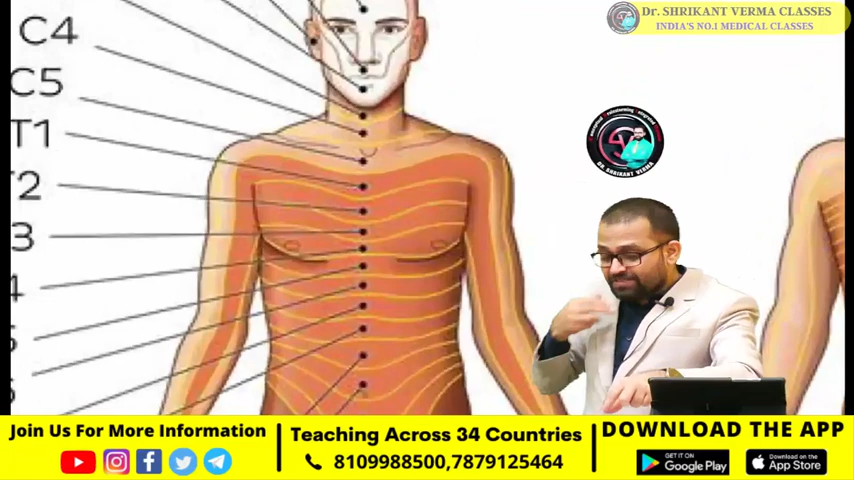 Dr. SHRIKANT VERMA CLASSES
INDIA'S NO.1 MEDICAL CLASSES
C4
C5
T1
2
3
4
DR. SHRIKANT VERMA
Join Us For More Information
Teaching Across 34 Countries
8109988500,7879125464
DOWNLOAD THE APP
GET IT ON
Google Play
Download on the
App Store